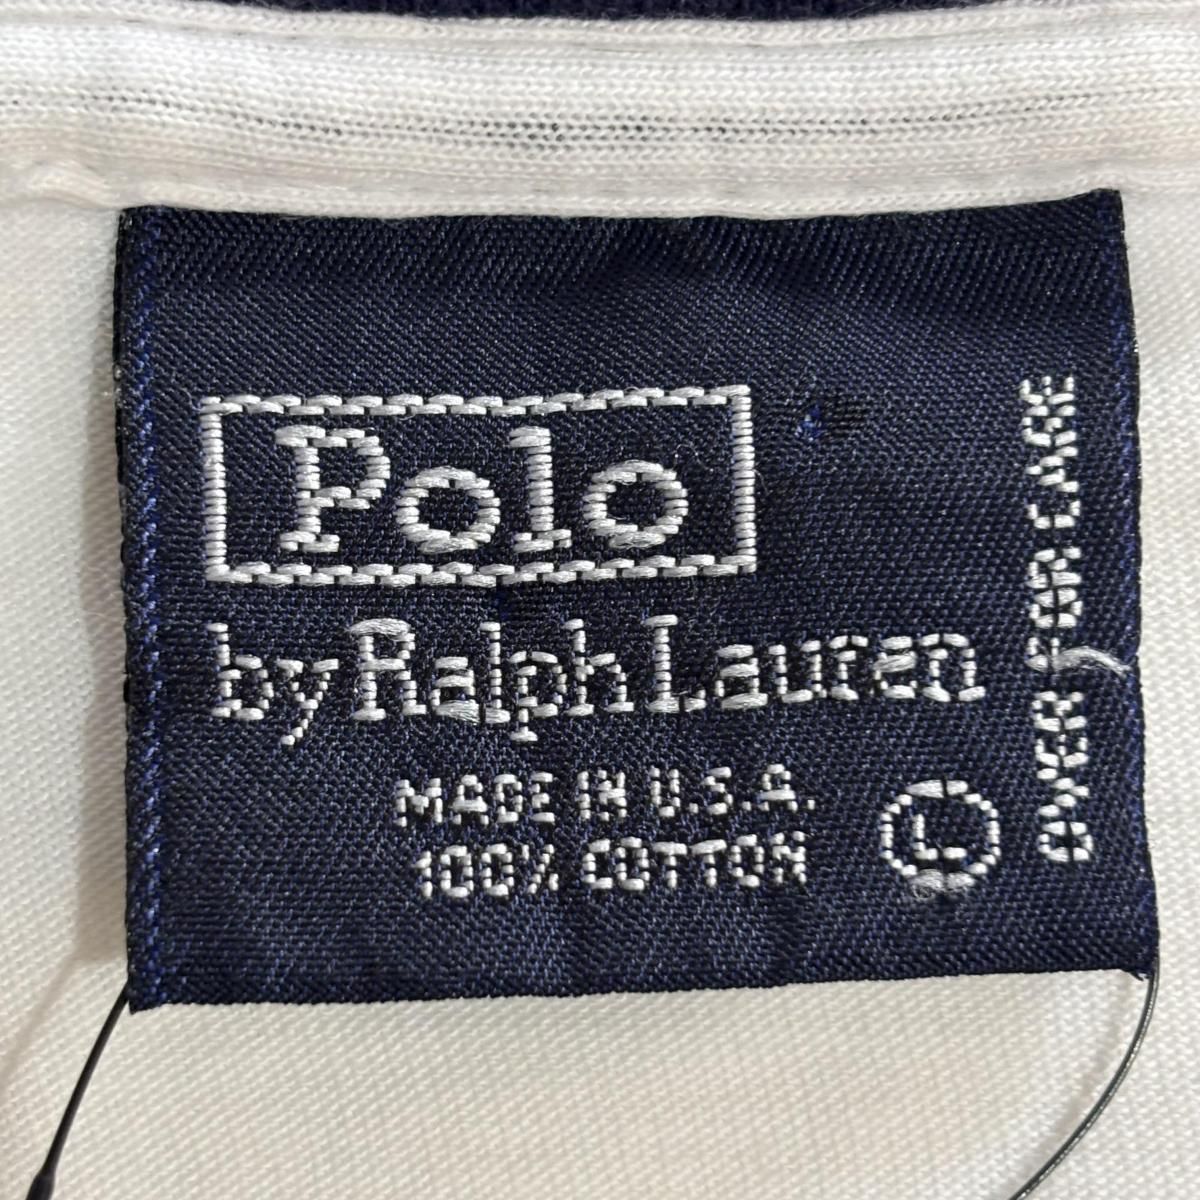 Polo
by Ralph Lauren
MADE IN U.S.A.
100% COTTON
L
OVER FOR CARE